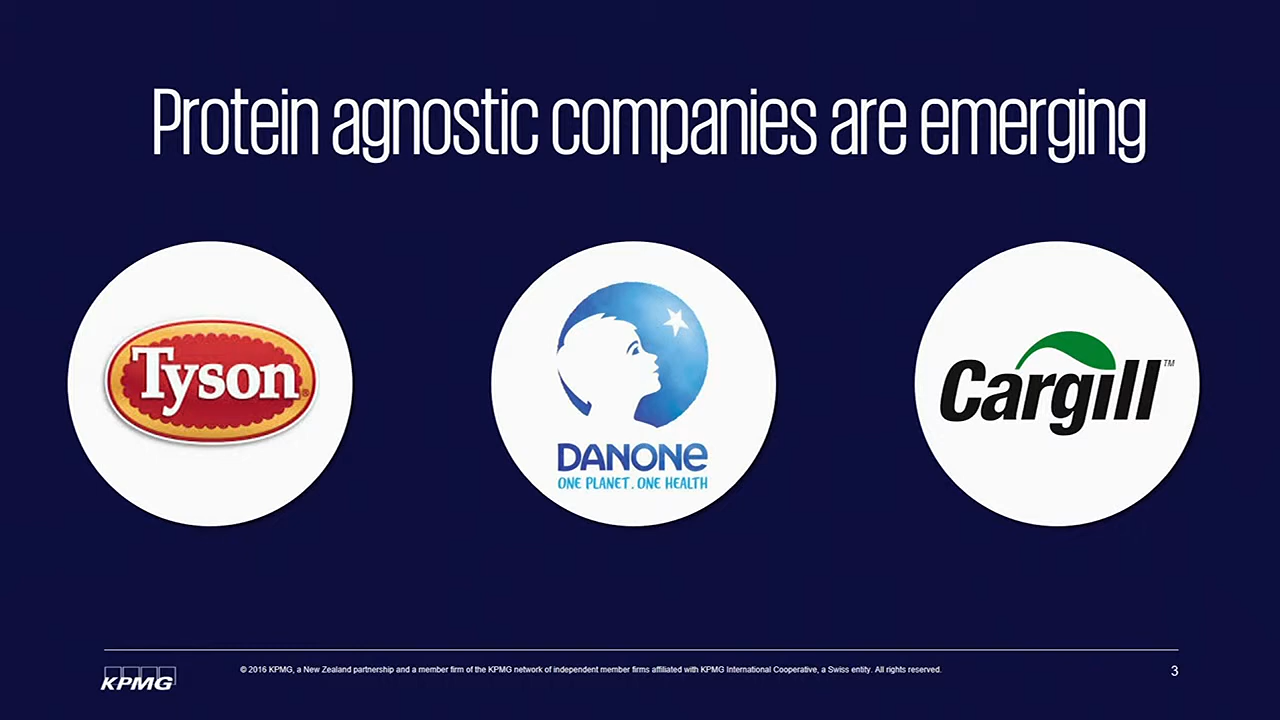 Protein agnostic companies are emerging
Tyson®
DANONE
ONE PLANET. ONE HEALTH
Cargill™
KPMG
© 2016 KPMG, a New Zealand partnership and a member firm of the KPMG network of independent member firms affiliated with KPMG International Cooperative, a Swiss entity. All rights reserved.
3